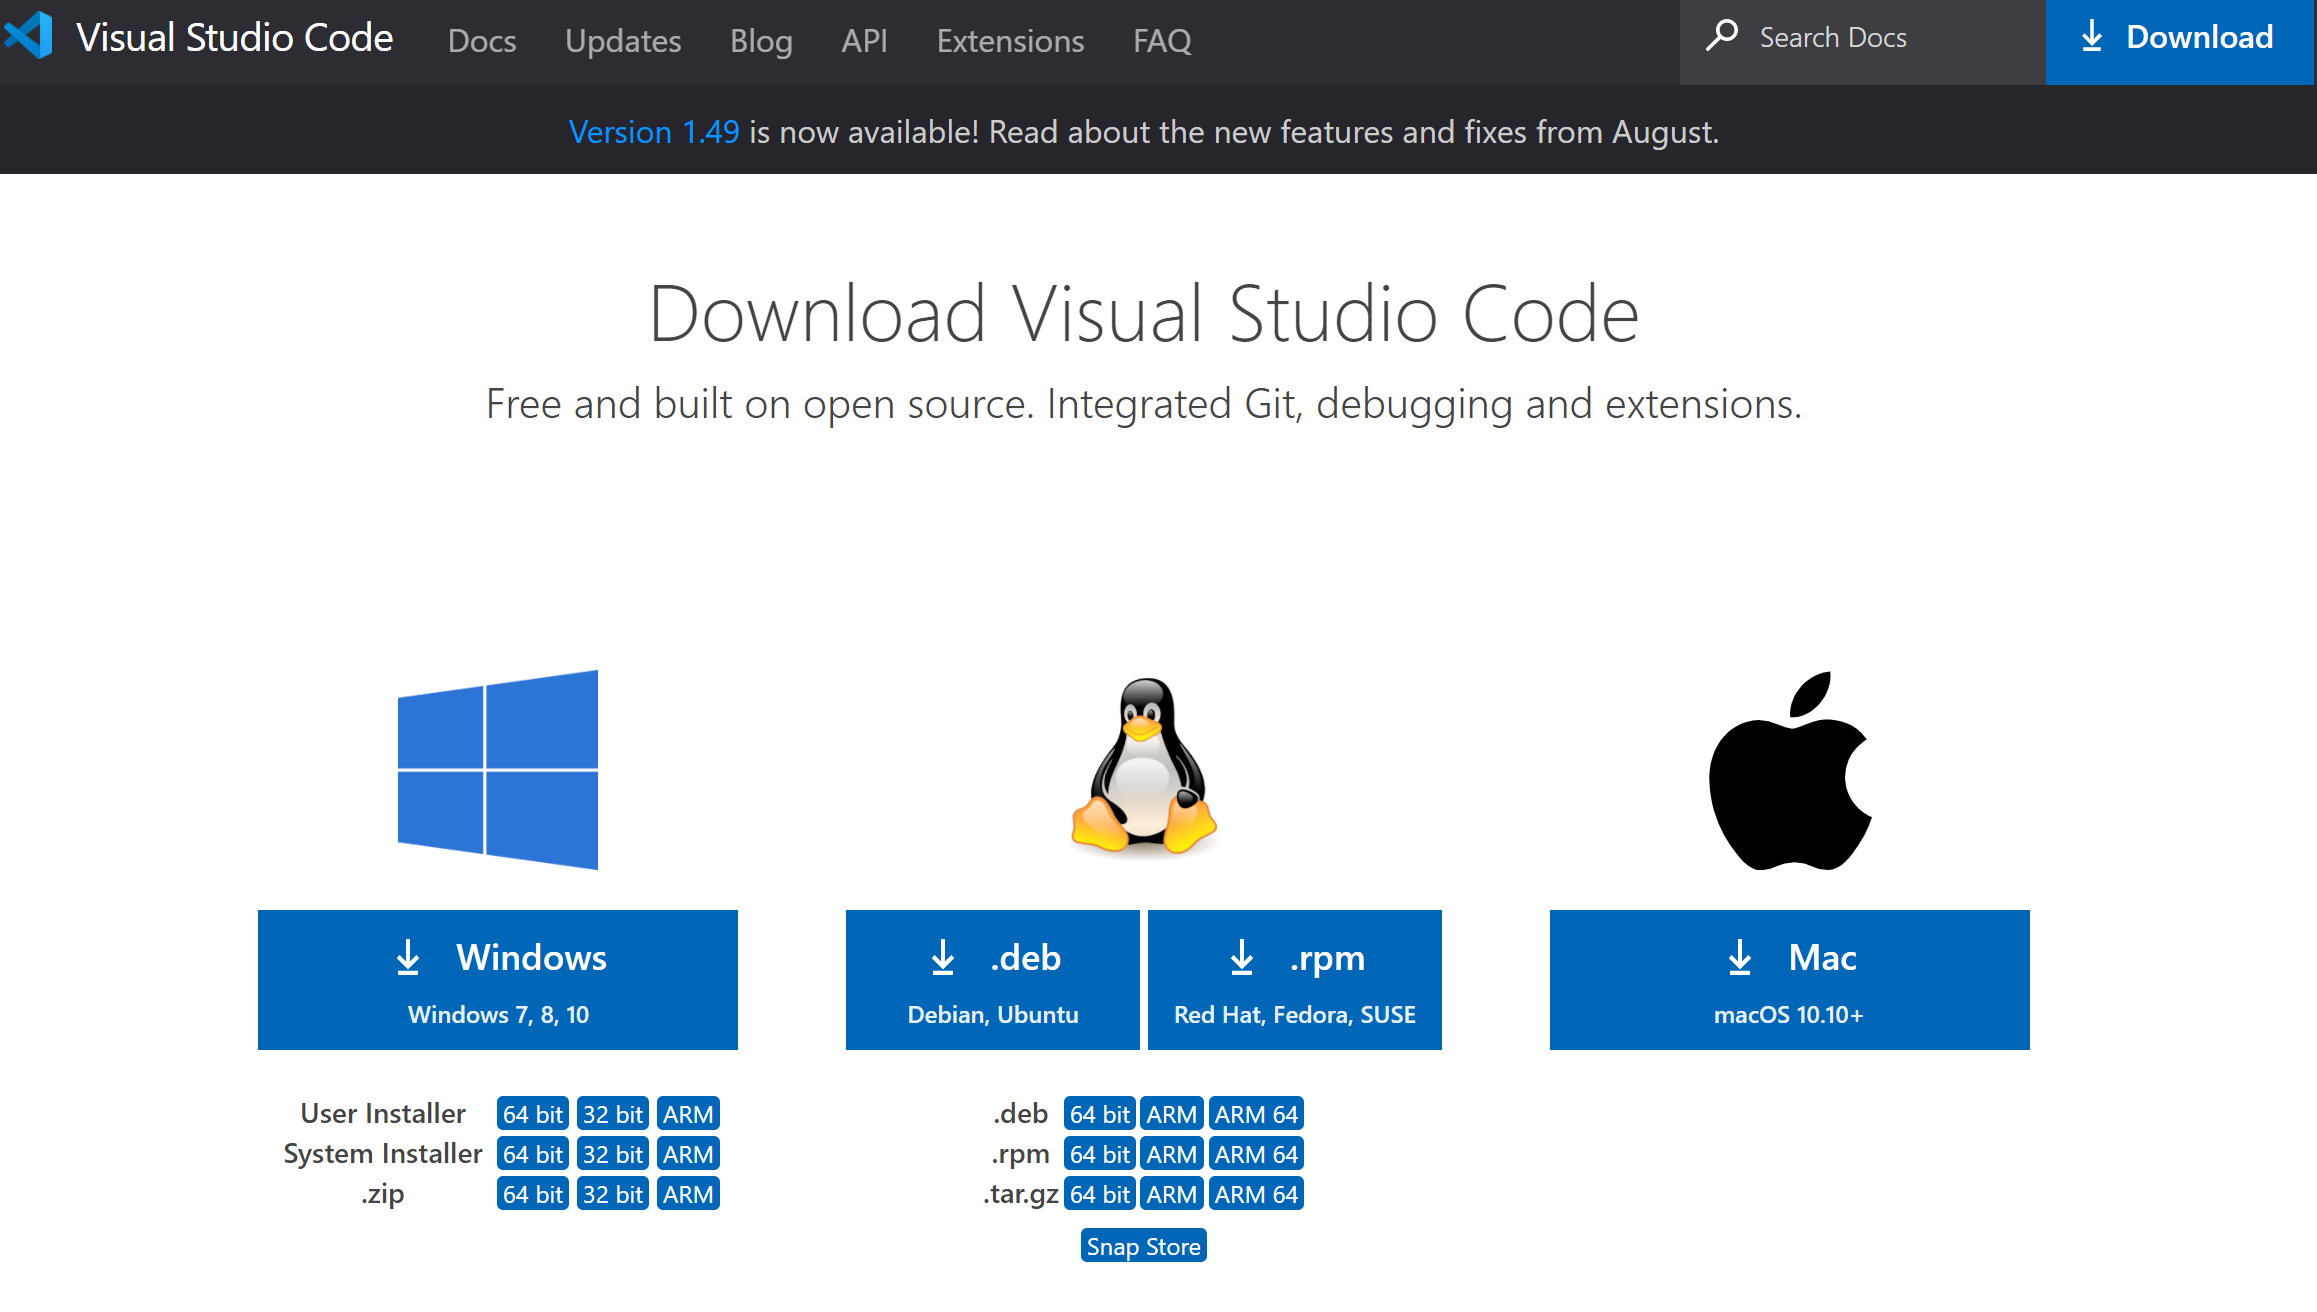 Visual Studio Code Docs Updates Blog API Extensions FAQ Search Docs Download
Version 1.49 is now available! Read about the new features and fixes from August.
Download Visual Studio Code
Free and built on open source. Integrated Git, debugging and extensions.
Windows
Windows 7, 8, 10
User Installer 64 bit 32 bit ARM
System Installer 64 bit 32 bit ARM
.zip 64 bit 32 bit ARM
.deb
Debian, Ubuntu
.rpm
Red Hat, Fedora, SUSE
.deb 64 bit ARM ARM 64
.rpm 64 bit ARM ARM 64
.tar.gz 64 bit ARM ARM 64
Snap Store
Mac
macOS 10.10+